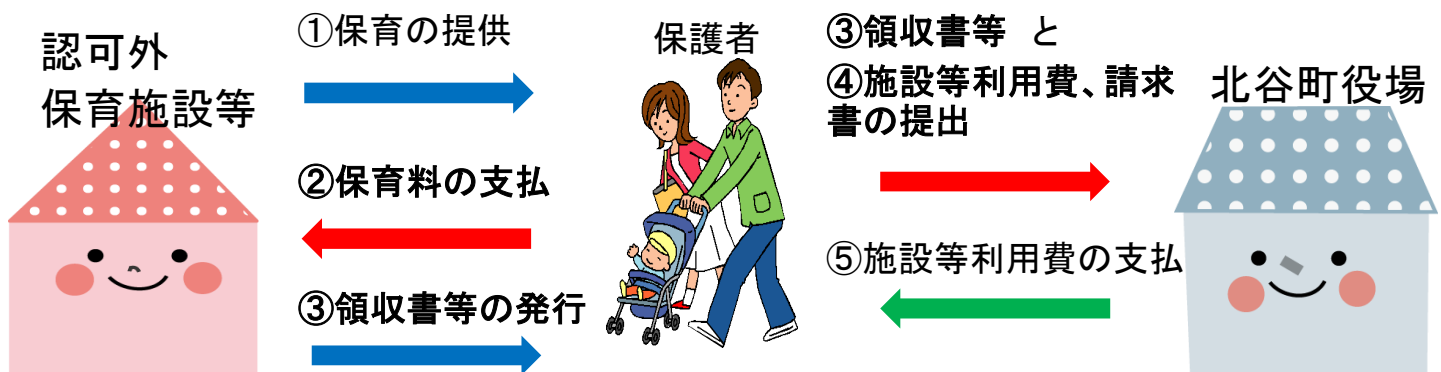 認可外
保育施設等
①保育の提供
②保育料の支払
③領収書等の発行
保護者
③領収書等 と
④施設等利用費、請求
書の提出
⑤施設等利用費の支払
北谷町役場